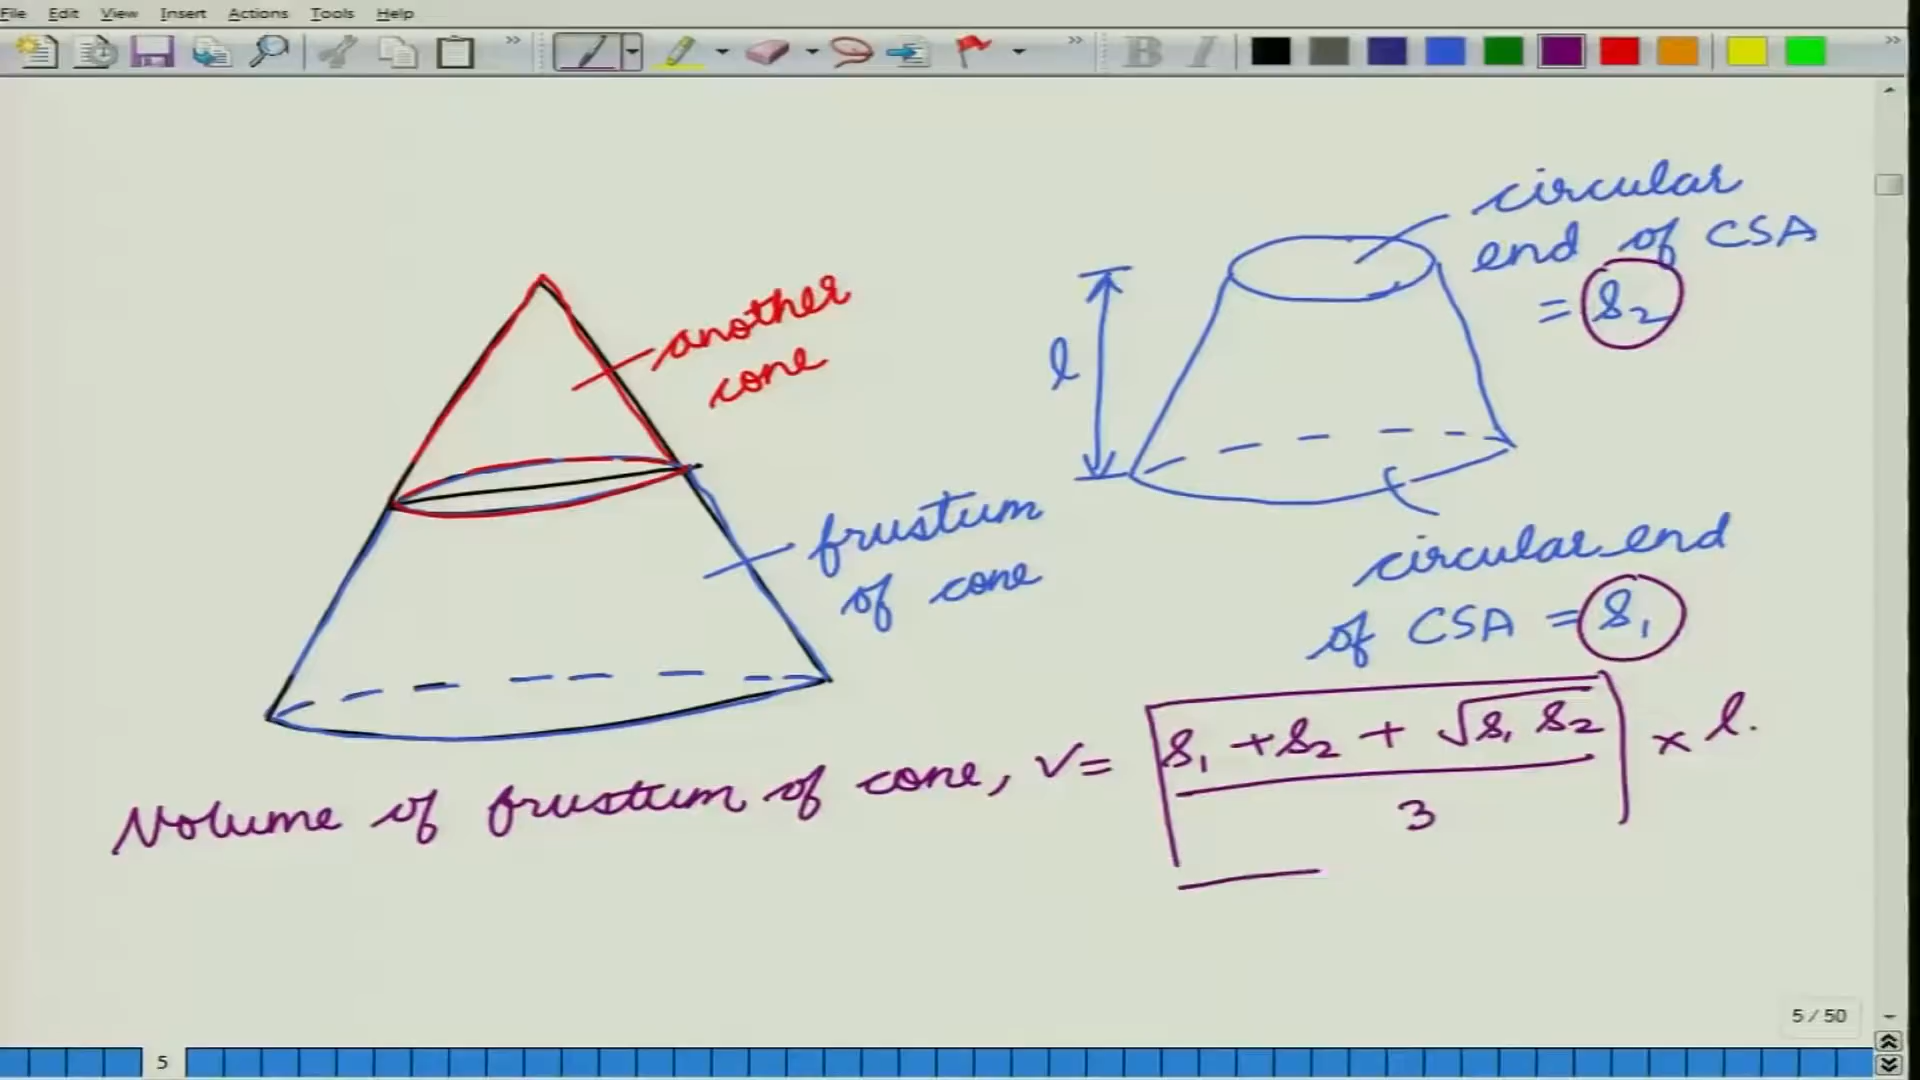 File Edit View Insert Actions Tools Help
B I
another
cone
frustum
of cone
l
circular
end of CSA
= s₂
circular end
of CSA = s₁
Volume of frustum of cone, V = [ (s₁ + s₂ + √s₁ s₂) / 3 ] × l.
5 / 50
5